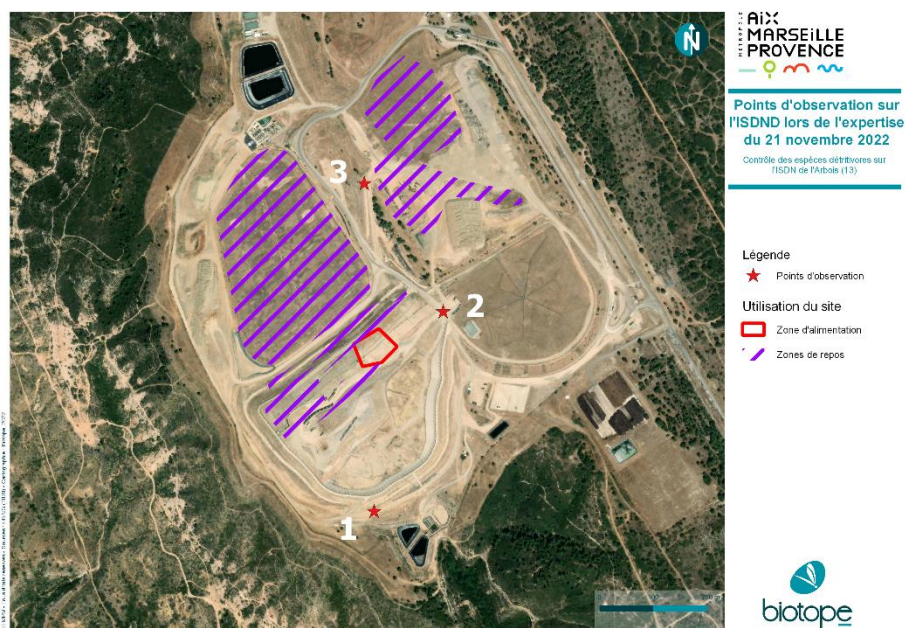 MÉTROPOLE
AIX
MARSEILLE
PROVENCE
Points d'observation sur
l'ISDND lors de l'expertise
du 21 novembre 2022
Contrôle des espèces détritivores sur
l'ISDN de l'Arbois (13)
N
3
2
1
Légende
Points d'observation
Utilisation du site
Zone d'alimentation
Zones de repos
biotope